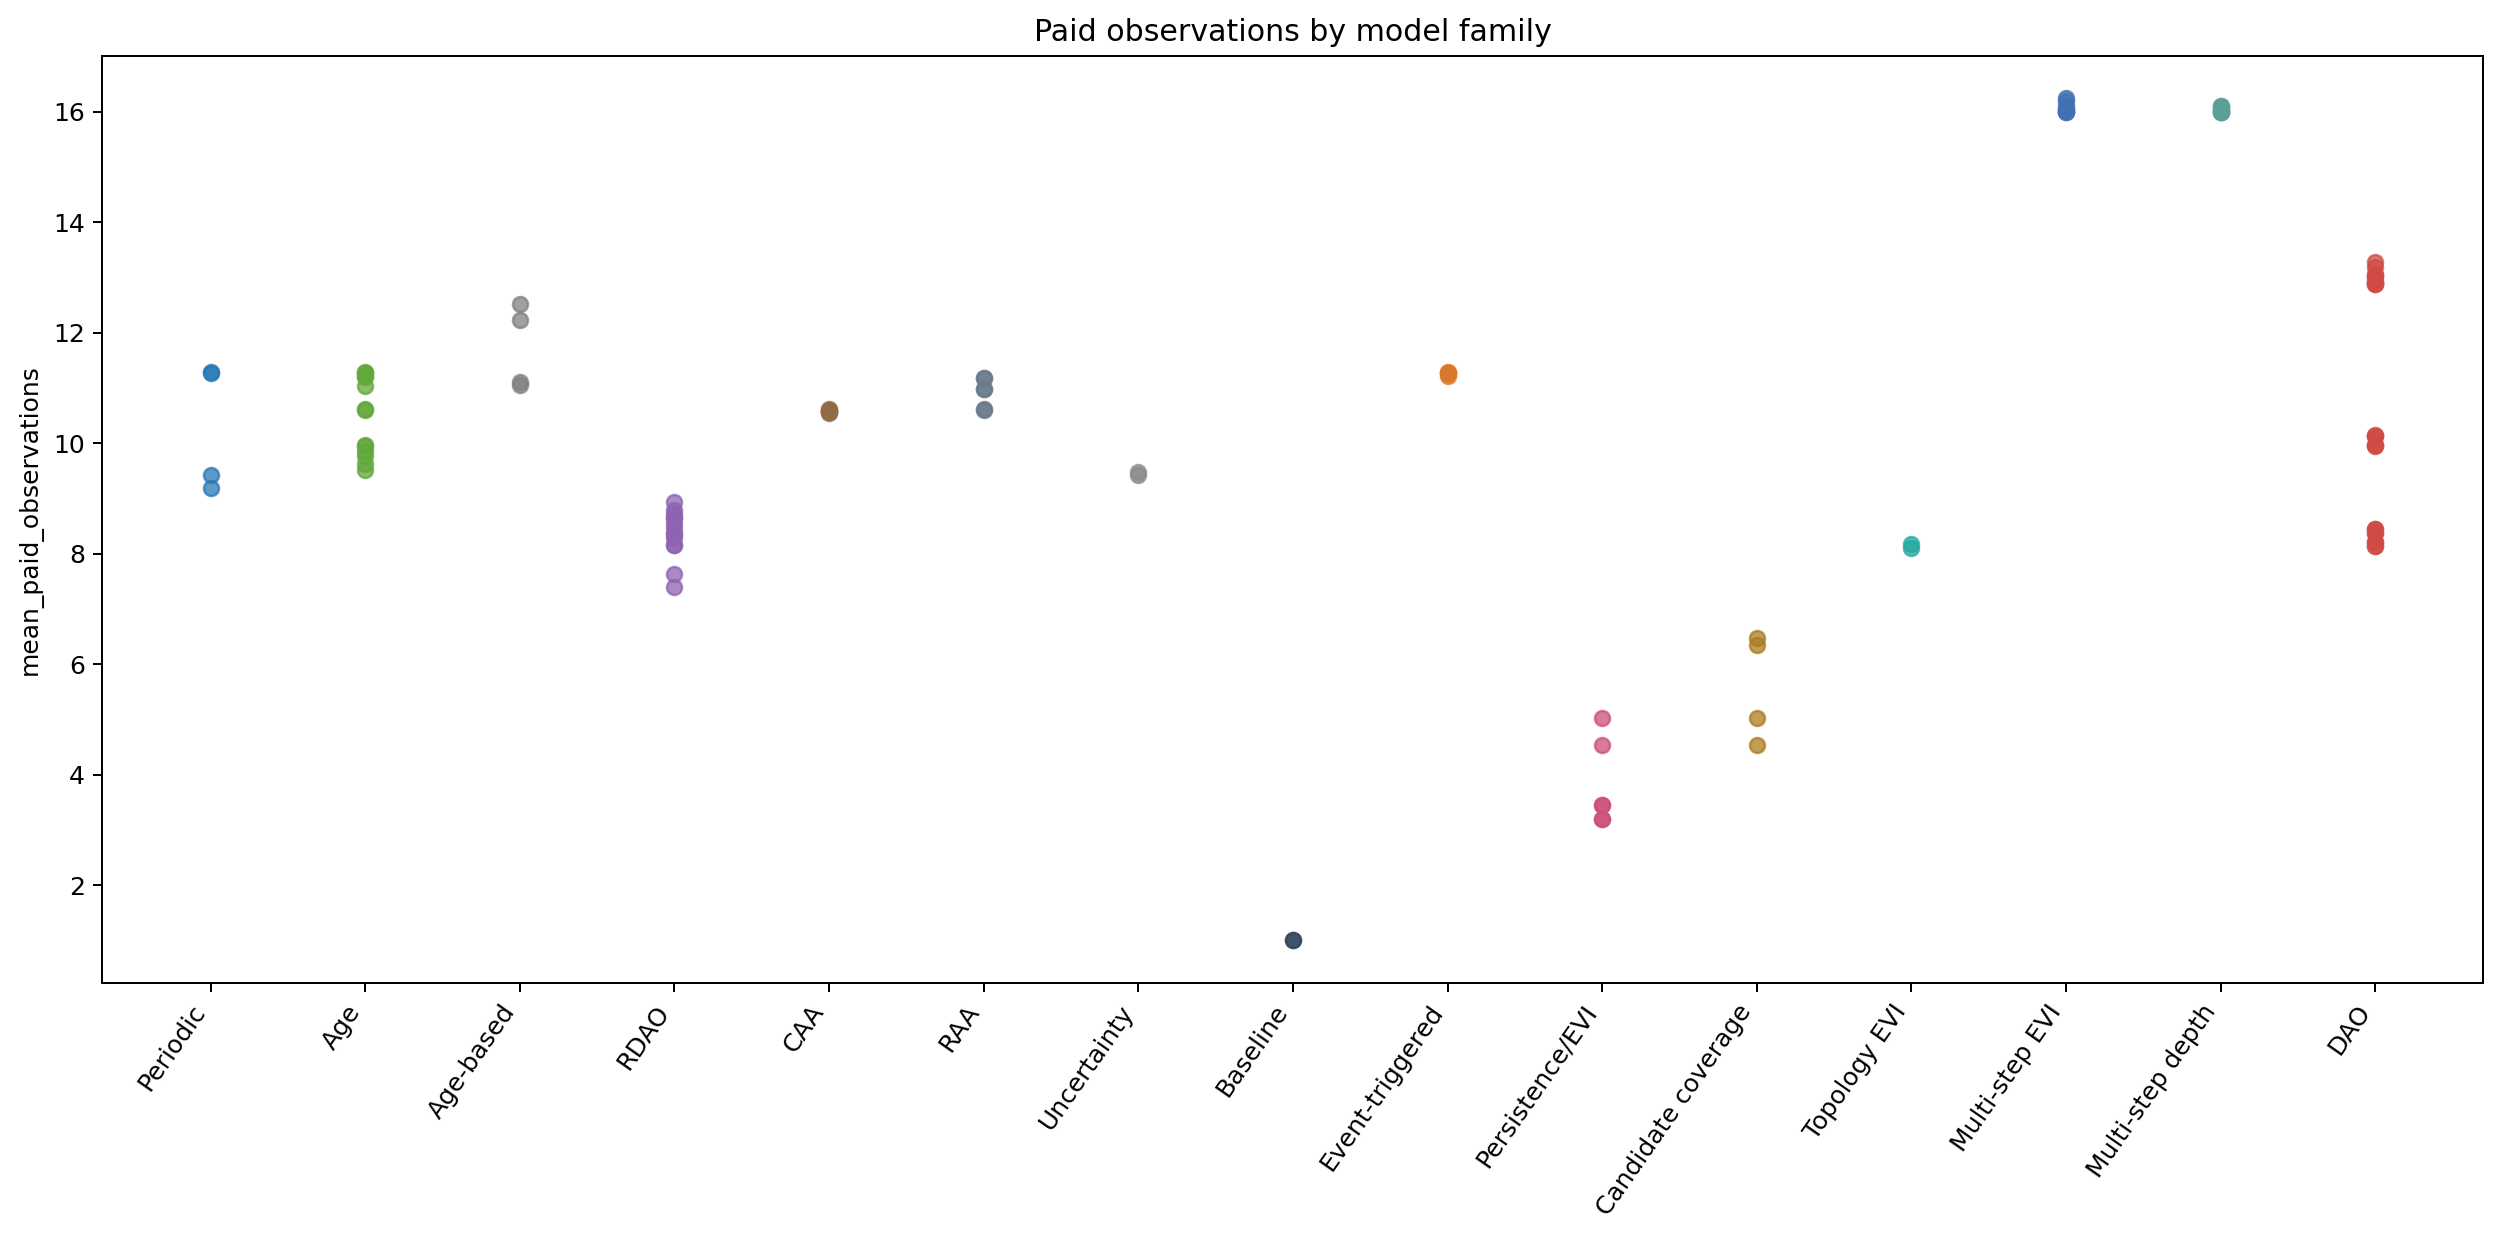 Paid observations by model family
mean_paid_observations
16
14
12
10
8
6
4
2
Periodic
Age
Age-based
RDAO
CAA
RAA
Uncertainty
Baseline
Event-triggered
Persistence/EVI
Candidate coverage
Topology EVI
Multi-step EVI
Multi-step depth
DAO